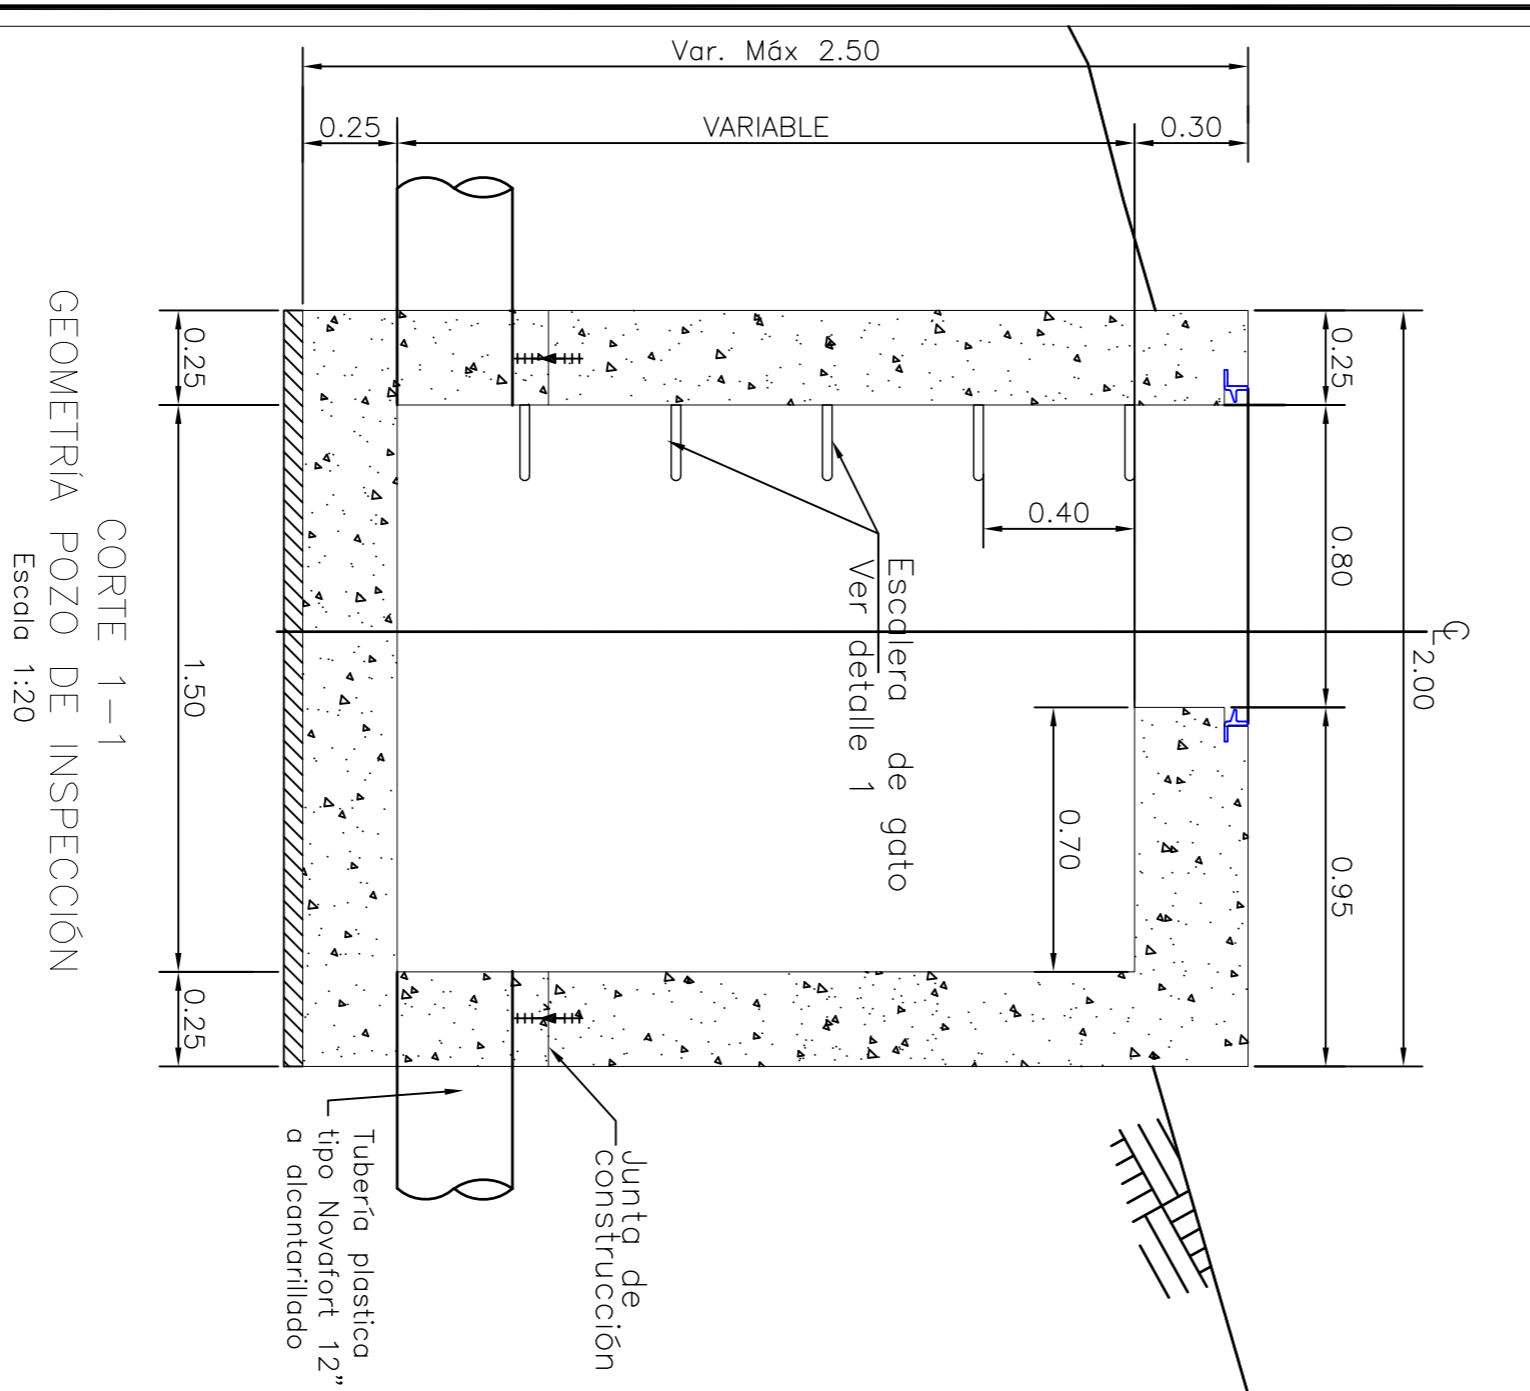 Var. Máx 2.50
0.25
VARIABLE
0.30
0.25
0.80
0.95
2.00
℄
0.40
0.70
Escalera de gato
Ver detalle 1
0.25
1.50
0.25
Junta de
construcción
Tubería plastica
tipo Novafort 12"
a alcantarillado
CORTE 1-1
GEOMETRÍA POZO DE INSPECCIÓN
Escala 1:20